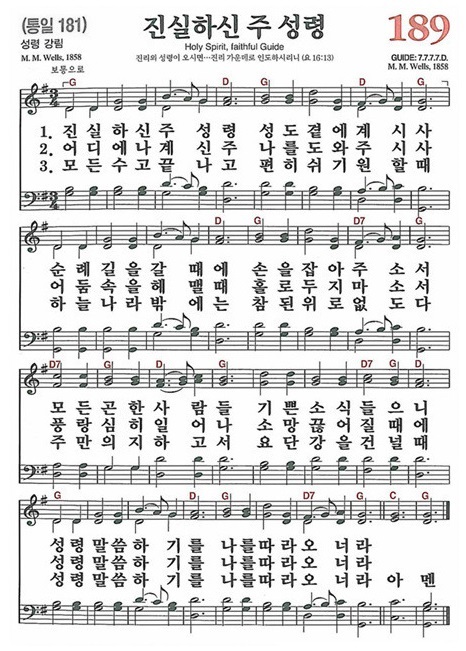 (통일 181)
진실하신 주 성령
189
성령 강림
Holy Spirit, faithful Guide
M. M. Wells, 1858
진리의 성령이 오시면…진리 가운데로 인도하시리니 (요 16:13)
GUIDE: 7.7.7.7.D.
M. M. Wells, 1858
보통으로
G D G D7 G
1. 진 실 하 신 주 성 령 성 도 곁 에 계 시 사
2. 어 디 에 나 계 신 주 나 를 도 와 주 시 사
3. 모 든 수 고 끝 나 고 편 히 쉬 기 원 할 때
D G D7 G
순 례 길 을 갈 때 에 손 을 잡 아 주 소 서
어 둠 속 을 헤 맬 때 홀 로 두 지 마 소 서
하 늘 나 라 밖 에 는 참 된 위 로 없 도 다
D7 G D7 G D7 G D
모 든 곤 한 사 람 들 기 쁜 소 식 들 으 니
풍 랑 심 히 일 어 나 소 망 끊 어 질 때 에
주 만 의 지 하 고 서 요 단 강 을 건 널 때
G D D7 G C G
성 령 말 씀 하 기 를 나 를 따 라 오 너 라
성 령 말 씀 하 기 를 나 를 따 라 오 너 라
성 령 말 씀 하 기 를 나 를 따 라 오 너 라 아 멘